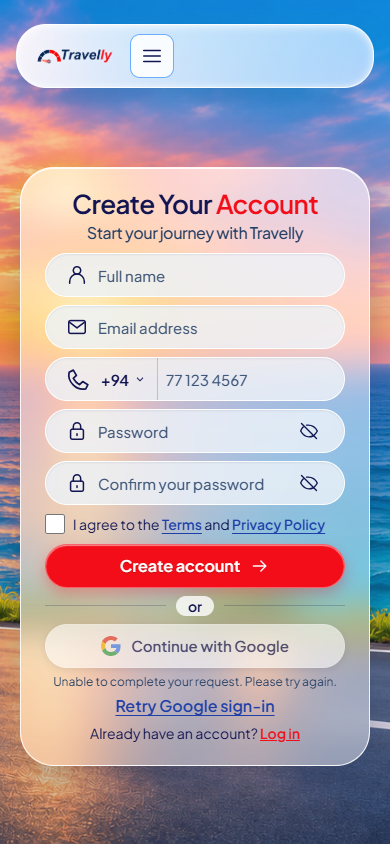 Travelly
Create Your Account
Start your journey with Travelly
Full name
Email address
+94 77 123 4567
Password
Confirm your password
I agree to the Terms and Privacy Policy
Create account →
or
Continue with Google
Unable to complete your request. Please try again.
Retry Google sign-in
Already have an account? Log in